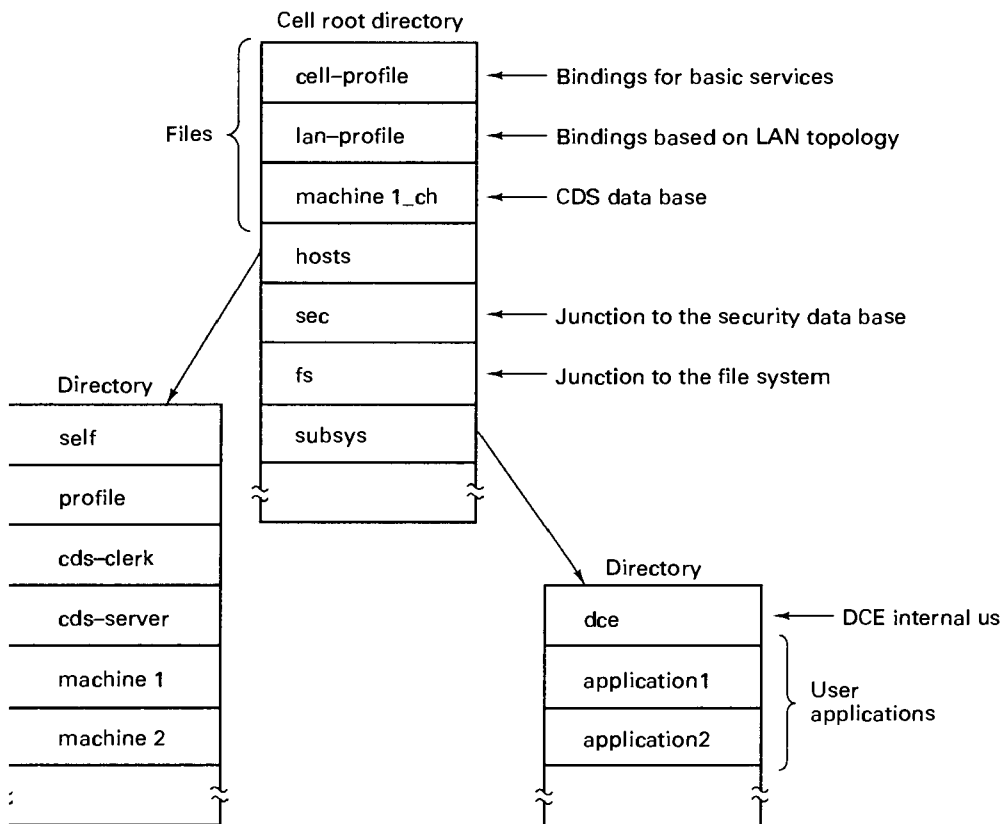 Cell root directory
Files
cell–profile
Bindings for basic services
lan–profile
Bindings based on LAN topology
machine 1_ch
CDS data base
hosts
sec
Junction to the security data base
fs
Junction to the file system
subsys
Directory
self
profile
cds–clerk
cds–server
machine 1
machine 2
Directory
dce
DCE internal us
application1
application2
User
applications